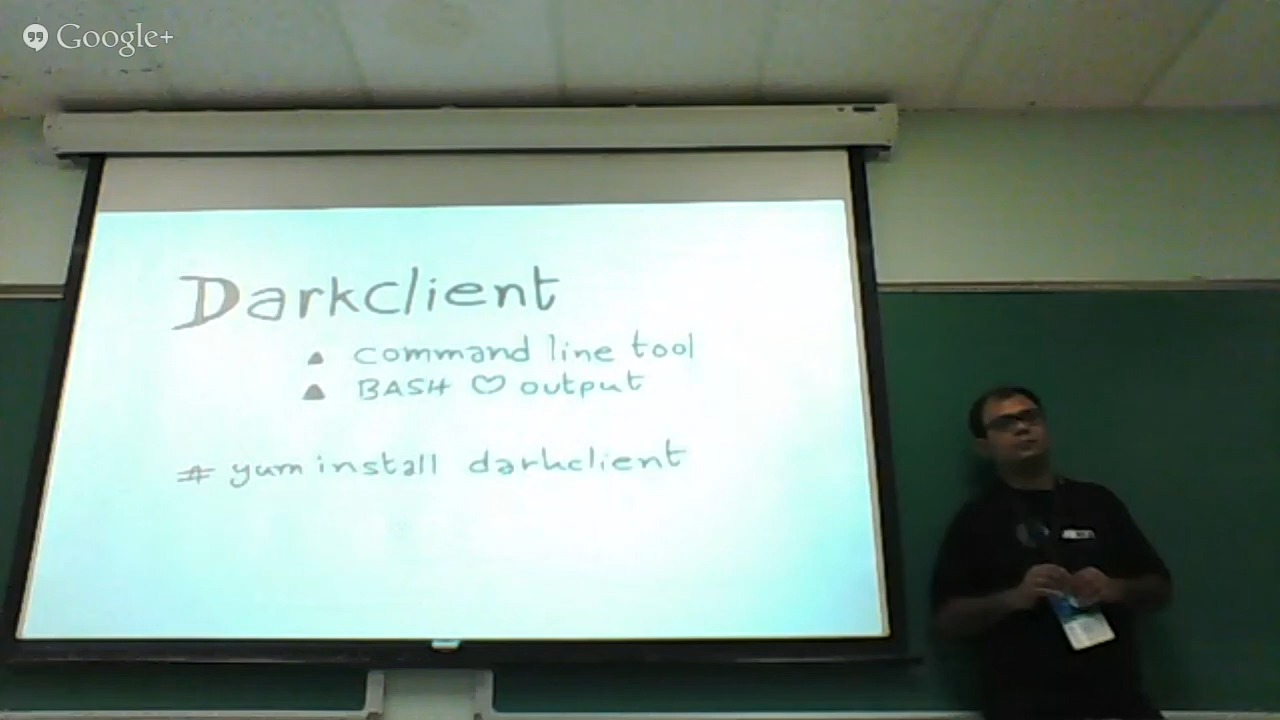 Google+
Darkclient
command line tool
BASH ♡ output
# yum install darkclient